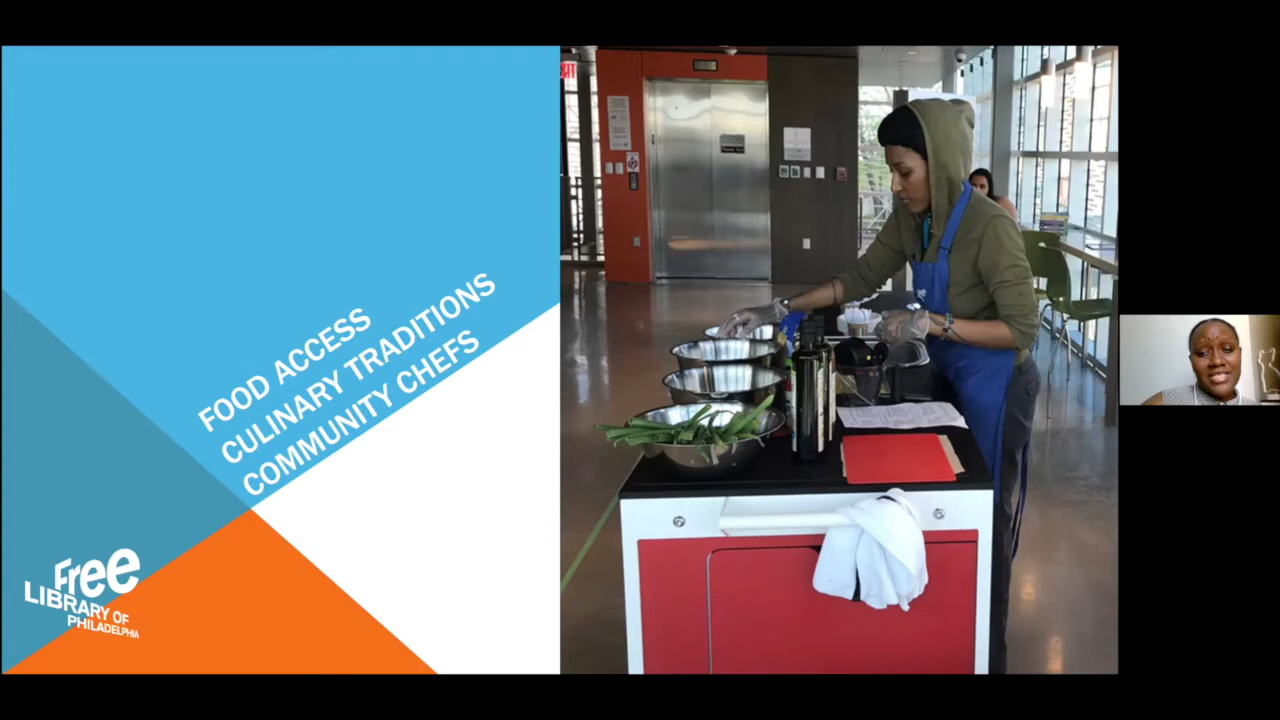 FOOD ACCESS
CULINARY TRADITIONS
COMMUNITY CHEFS
Free
LIBRARY OF
PHILADELPHIA